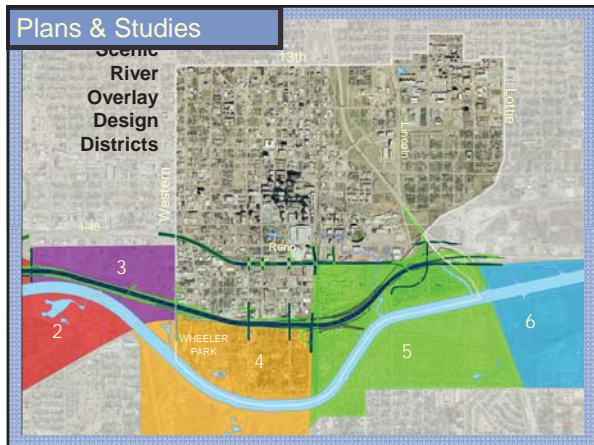 Plans & Studies
Scenic
River
Overlay
Design
Districts
13th
Lottie
Lincoln
Western
I-40
Reno
3
2
WHEELER
PARK
4
5
6